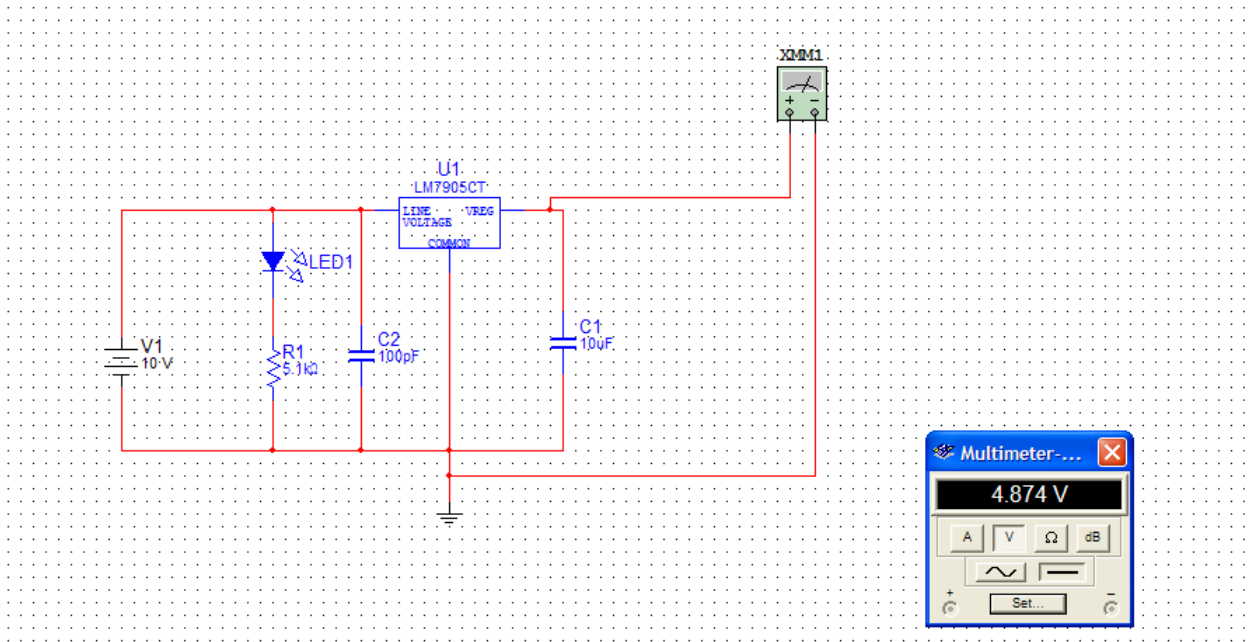 XMM1
+ −
U1
LM7905CT
LINE VREG
VOLTAGE
COMMON
LED1
V1
10 V
R1
5.1kΩ
C2
100pF
C1
10uF
Multimeter-...
4.874 V
A V Ω dB
+ −
Set...